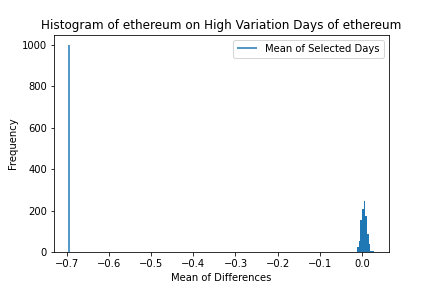 Histogram of ethereum on High Variation Days of ethereum
Mean of Selected Days
1000
800
600
400
200
0
Frequency
−0.7 −0.6 −0.5 −0.4 −0.3 −0.2 −0.1 0.0
Mean of Differences